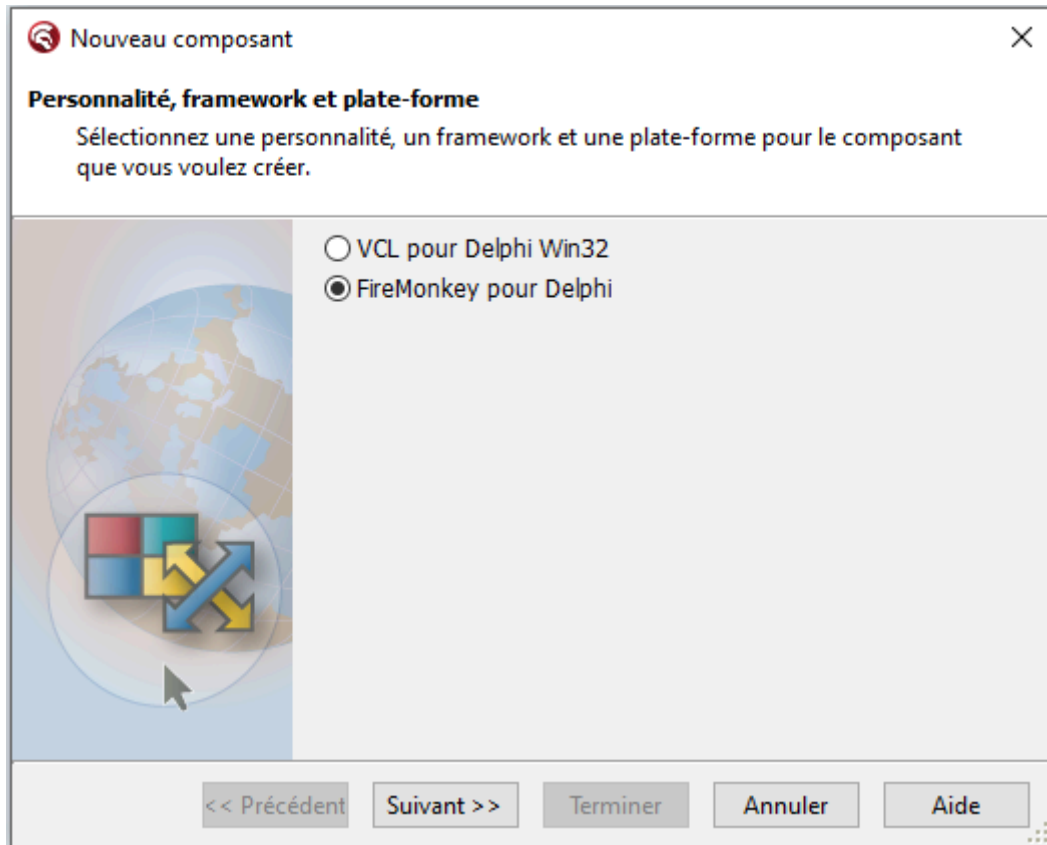 Nouveau composant
Personnalité, framework et plate-forme
Sélectionnez une personnalité, un framework et une plate-forme pour le composant
que vous voulez créer.
VCL pour Delphi Win32
FireMonkey pour Delphi
<< Précédent Suivant >> Terminer Annuler Aide